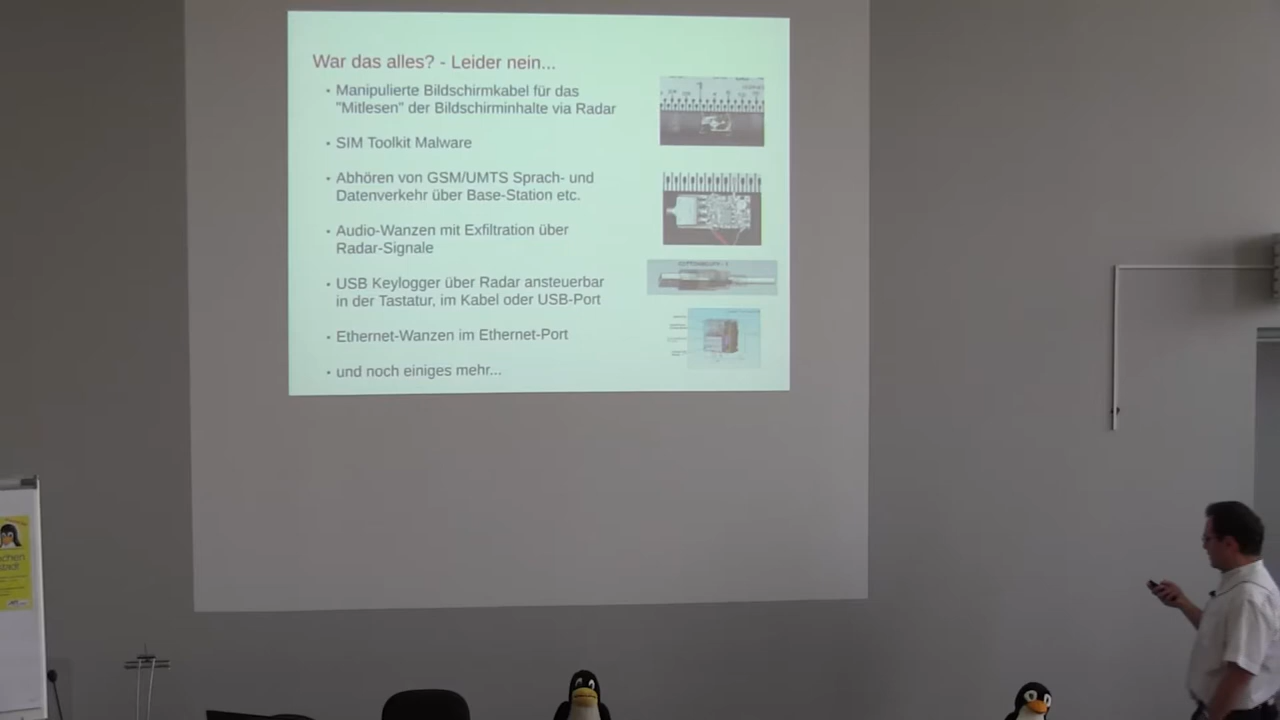 War das alles? - Leider nein...
• Manipulierte Bildschirmkabel für das
"Mitlesen" der Bildschirminhalte via Radar
• SIM Toolkit Malware
• Abhören von GSM/UMTS Sprach- und
Datenverkehr über Base-Station etc.
• Audio-Wanzen mit Exfiltration über
Radar-Signale
• USB Keylogger über Radar ansteuerbar
in der Tastatur, im Kabel oder USB-Port
• Ethernet-Wanzen im Ethernet-Port
• und noch einiges mehr...